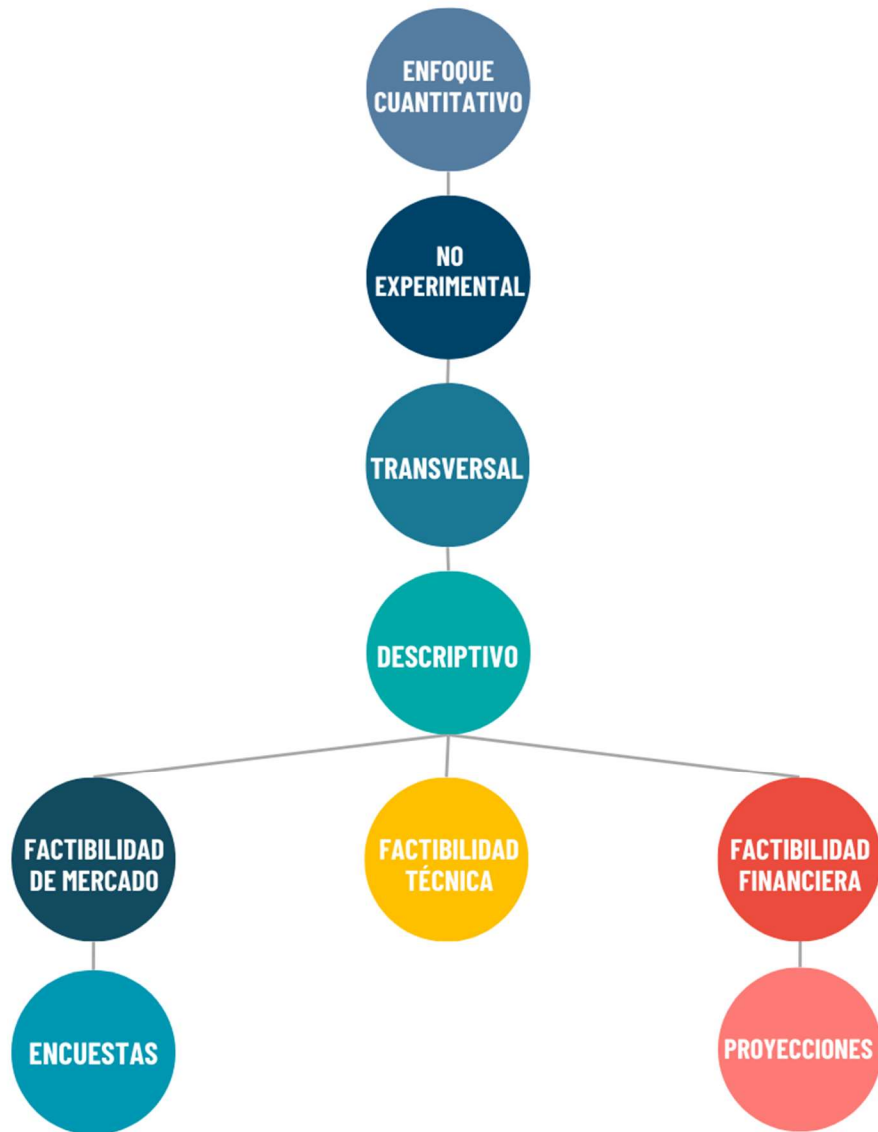 ENFOQUE
CUANTITATIVO
NO
EXPERIMENTAL
TRANSVERSAL
DESCRIPTIVO
FACTIBILIDAD
DE MERCADO
FACTIBILIDAD
TÉCNICA
FACTIBILIDAD
FINANCIERA
ENCUESTAS
PROYECCIONES